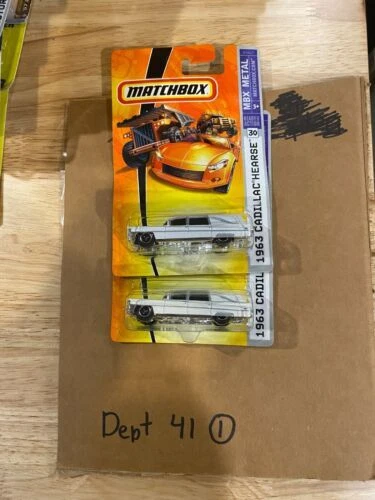 MATCHBOX
MBX METAL
30
1963 CADILLAC HEARSE
1963 CADIL
Dept 41 ①